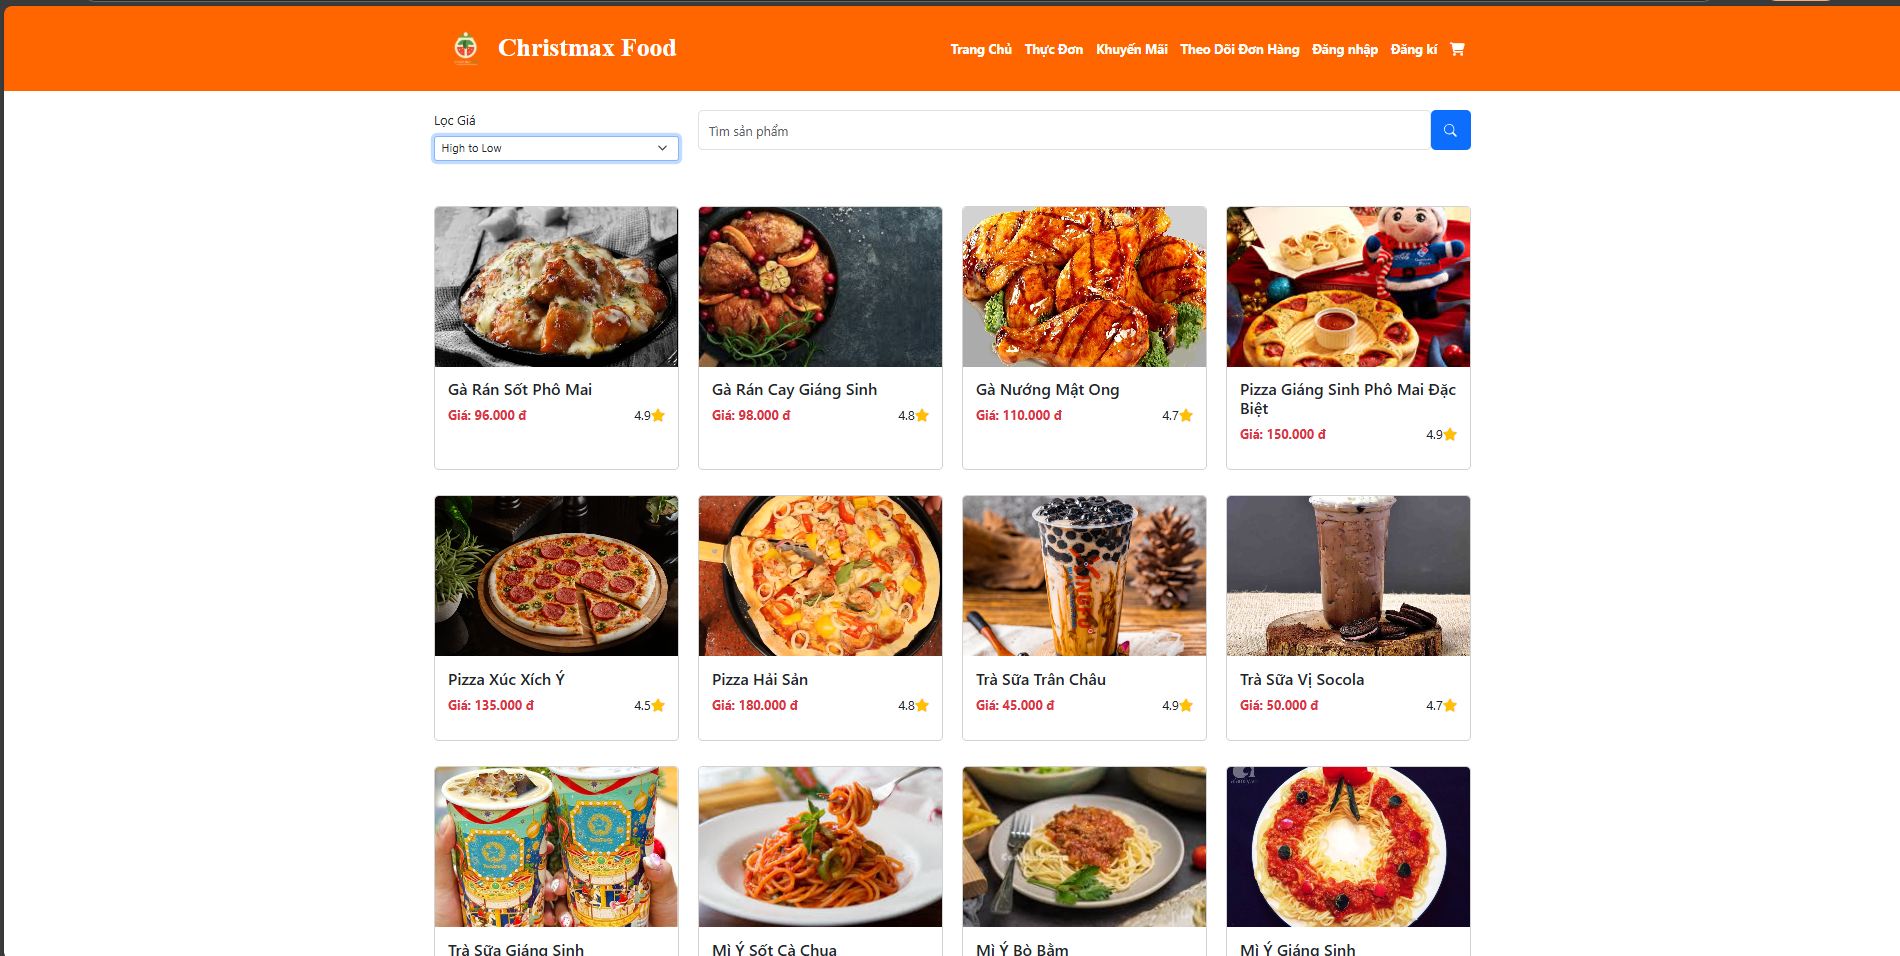 Christmax Food
Trang Chủ Thực Đơn Khuyến Mãi Theo Dõi Đơn Hàng Đăng nhập Đăng kí
Lọc Giá
High to Low
Tìm sản phẩm
Gà Rán Sốt Phô Mai
Giá: 96.000 đ 4.9
Gà Rán Cay Giáng Sinh
Giá: 98.000 đ 4.8
Gà Nướng Mật Ong
Giá: 110.000 đ 4.7
Pizza Giáng Sinh Phô Mai Đặc
Biệt
Giá: 150.000 đ 4.9
Pizza Xúc Xích Ý
Giá: 135.000 đ 4.5
Pizza Hải Sản
Giá: 180.000 đ 4.8
Trà Sữa Trân Châu
Giá: 45.000 đ 4.9
Trà Sữa Vị Socola
Giá: 50.000 đ 4.7
Trà Sữa Giáng Sinh
Mì Ý Sốt Cà Chua
Mì Ý Bò Bằm
Mì Ý Giáng Sinh